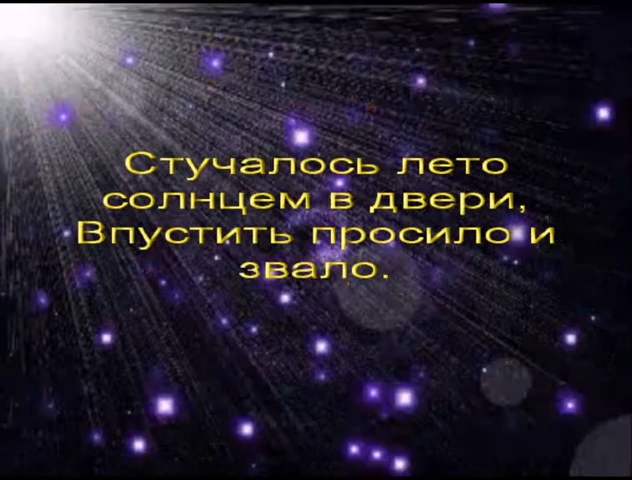 Стучалось лето
солнцем в двери,
Впустить просило и
звало.